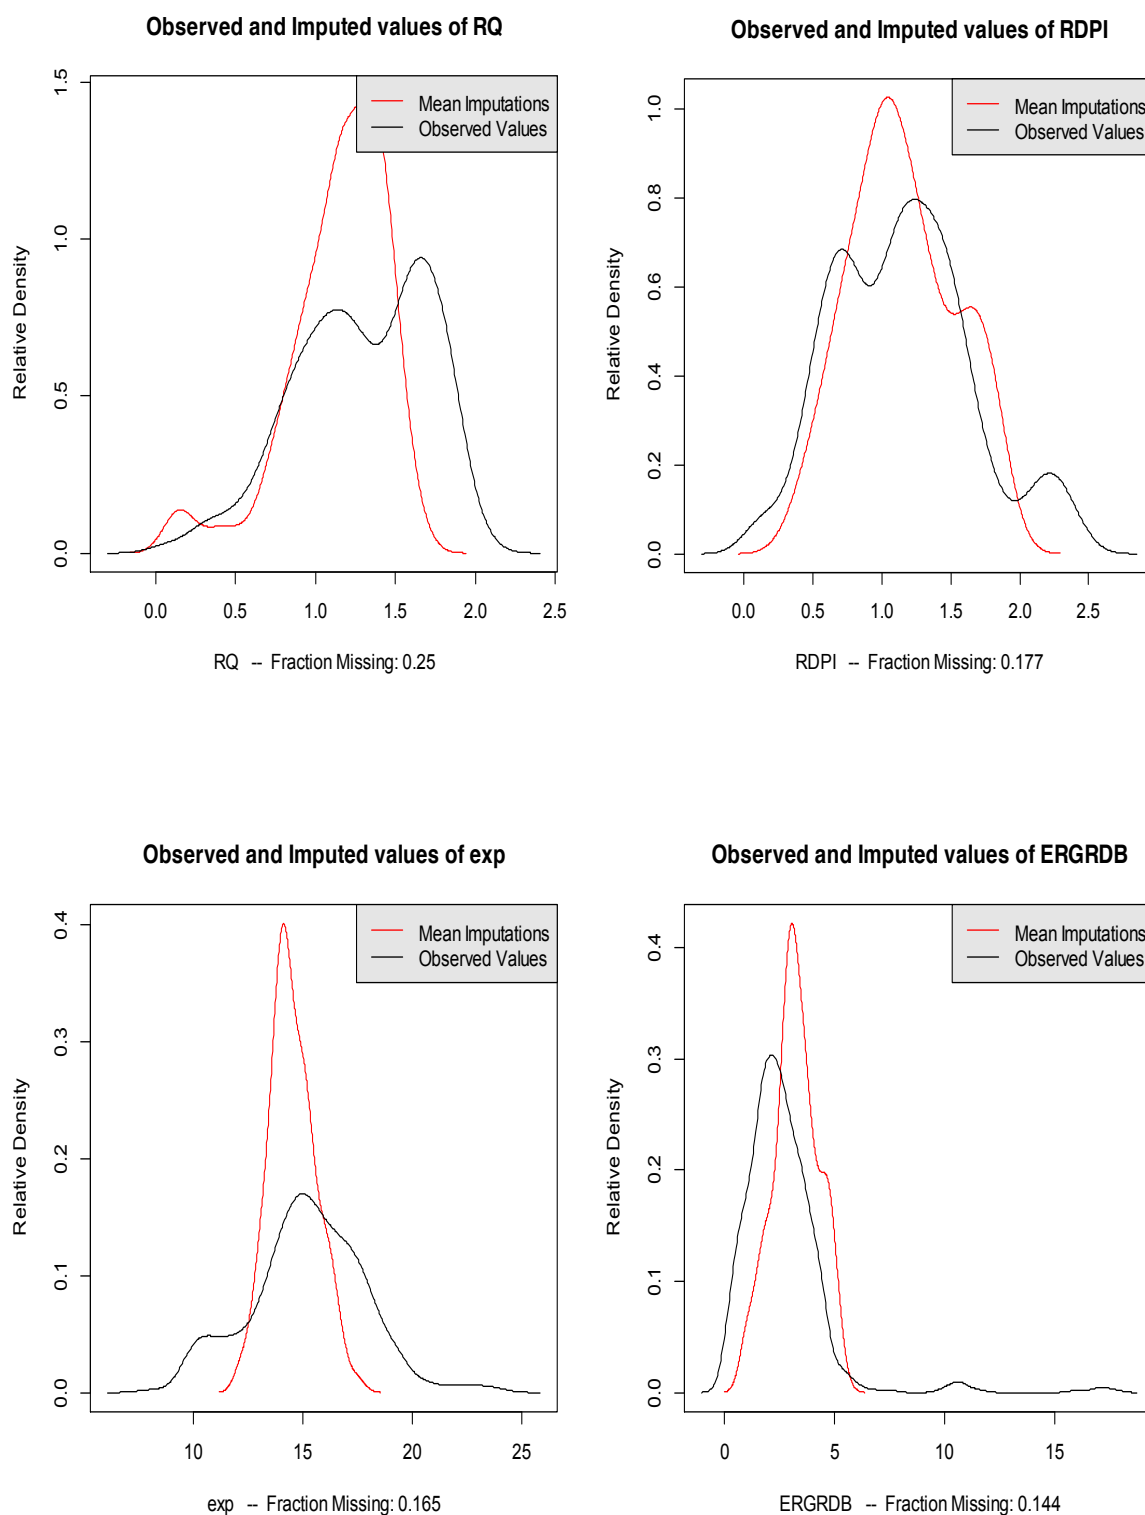 Observed and Imputed values of RQ
Mean Imputations
Observed Values
Relative Density
1.5
1.0
0.5
0.0
0.0 0.5 1.0 1.5 2.0 2.5
RQ -- Fraction Missing: 0.25
Observed and Imputed values of RDPI
Mean Imputations
Observed Values
Relative Density
1.0
0.8
0.6
0.4
0.2
0.0
0.0 0.5 1.0 1.5 2.0 2.5
RDPI -- Fraction Missing: 0.177
Observed and Imputed values of exp
Mean Imputations
Observed Values
Relative Density
0.4
0.3
0.2
0.1
0.0
10 15 20 25
exp -- Fraction Missing: 0.165
Observed and Imputed values of ERGRDB
Mean Imputations
Observed Values
Relative Density
0.4
0.3
0.2
0.1
0.0
0 5 10 15
ERGRDB -- Fraction Missing: 0.144